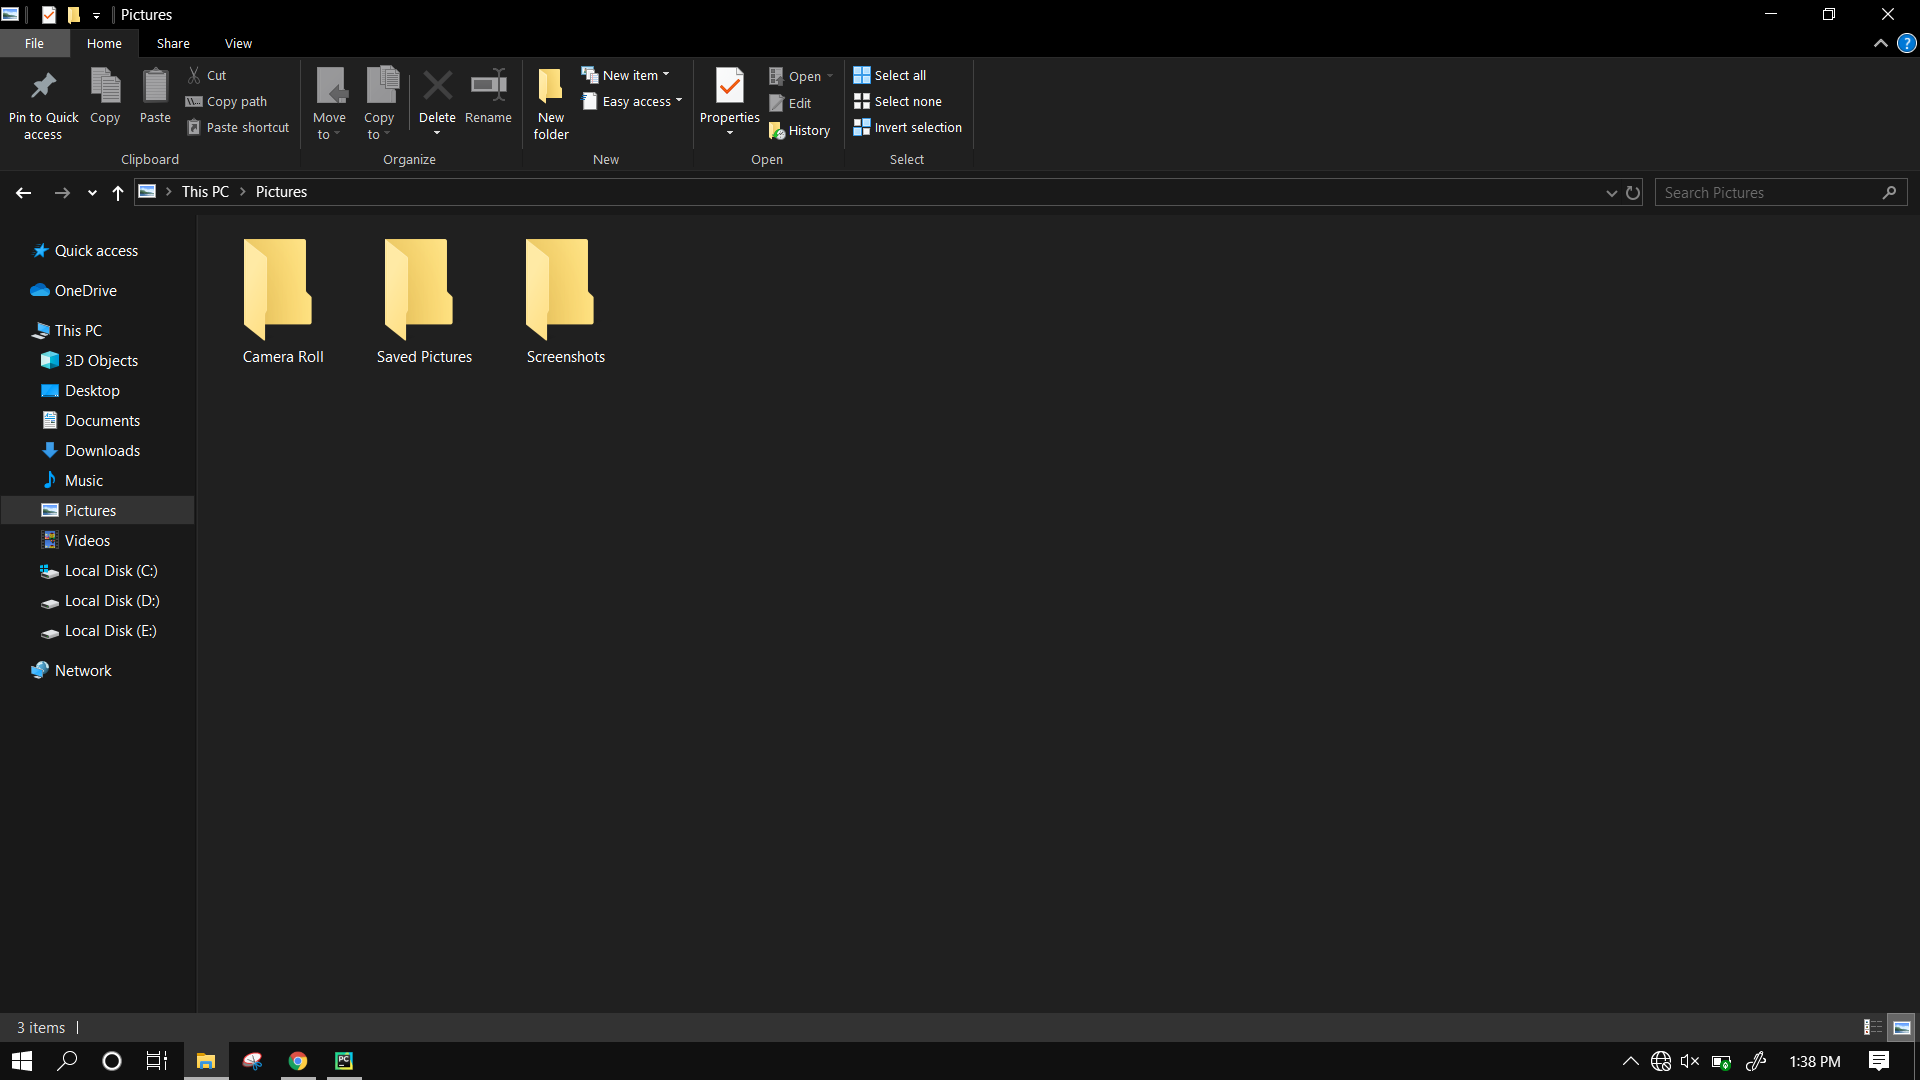 Pictures
File Home Share View
Pin to Quick access
Copy
Paste
Cut
Copy path
Paste shortcut
Clipboard
Move to
Copy to
Delete
Rename
Organize
New folder
New item
Easy access
New
Properties
Open
Edit
History
Open
Select all
Select none
Invert selection
Select
This PC Pictures
Search Pictures
Quick access
OneDrive
This PC
3D Objects
Desktop
Documents
Downloads
Music
Pictures
Videos
Local Disk (C:)
Local Disk (D:)
Local Disk (E:)
Network
Camera Roll
Saved Pictures
Screenshots
3 items
PC
1:38 PM